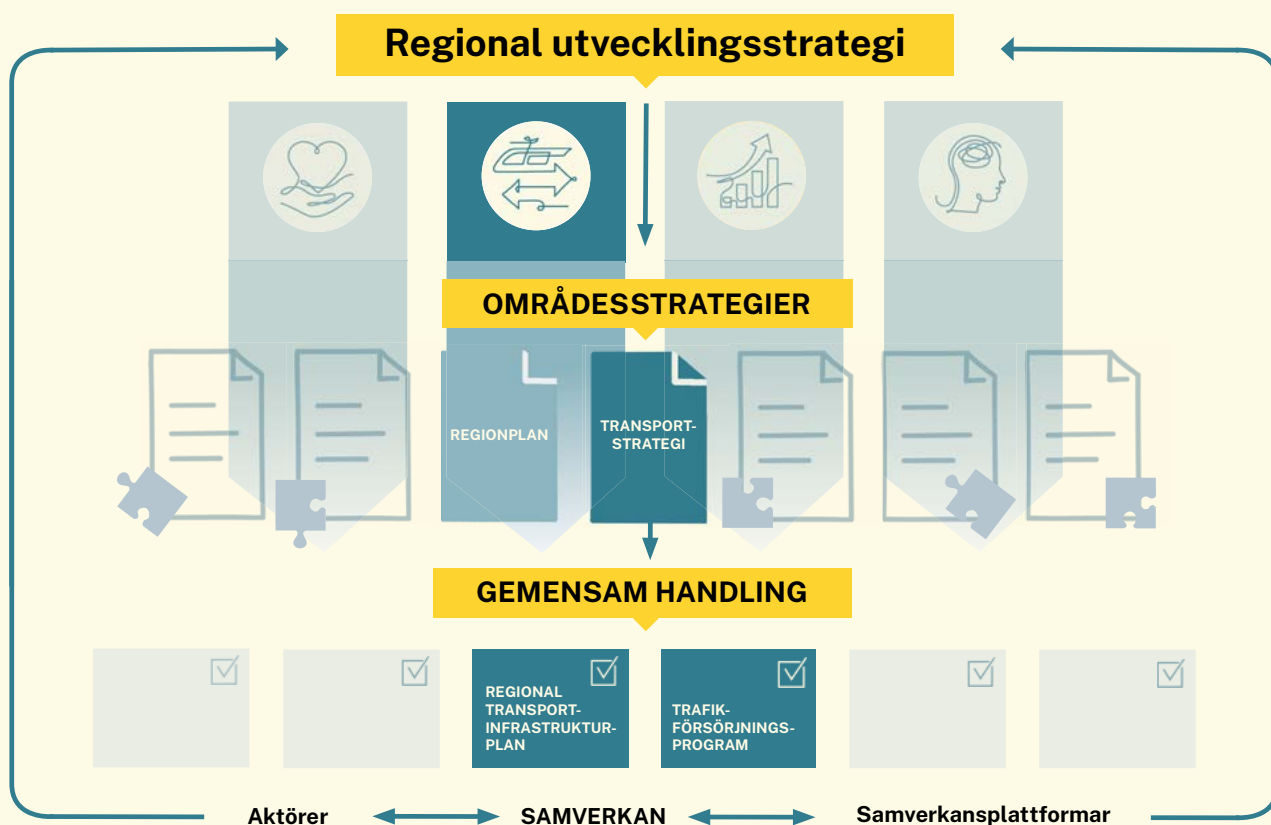 Regional utvecklingsstrategi
OMRÅDESSTRATEGIER
REGIONPLAN
TRANSPORT-
STRATEGI
GEMENSAM HANDLING
REGIONAL
TRANSPORT-
INFRASTRUKTUR-
PLAN
TRAFIK-
FÖRSÖRJNINGS-
PROGRAM
Aktörer
SAMVERKAN
Samverkansplattformar